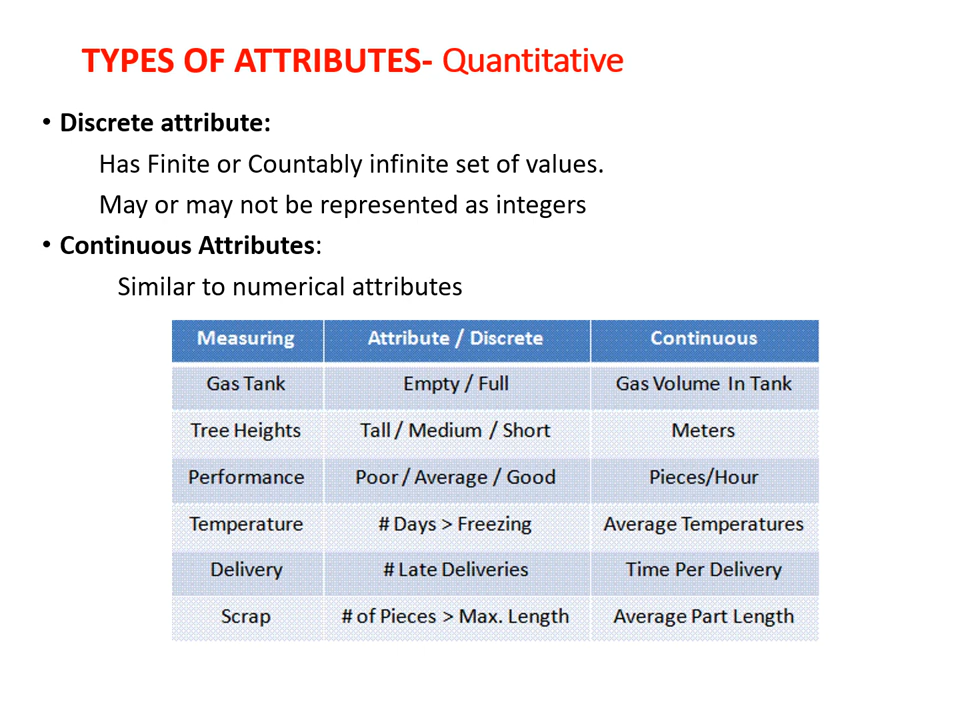 TYPES OF ATTRIBUTES- Quantitative
• Discrete attribute:
Has Finite or Countably infinite set of values.
May or may not be represented as integers
• Continuous Attributes:
Similar to numerical attributes
Measuring Attribute / Discrete Continuous
Gas Tank Empty / Full Gas Volume In Tank
Tree Heights Tall / Medium / Short Meters
Performance Poor / Average / Good Pieces/Hour
Temperature # Days > Freezing Average Temperatures
Delivery # Late Deliveries Time Per Delivery
Scrap # of Pieces > Max. Length Average Part Length